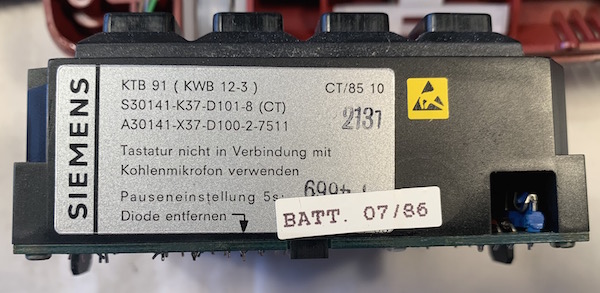 SIEMENS
KTB 91 ( KWB 12-3 ) CT/85 10
S30141-K37-D101-8 (CT)
A30141-X37-D100-2-7511 2137
Tastatur nicht in Verbindung mit
Kohlenmikrofon verwenden
Pauseneinstellung 5s
Diode entfernen
BATT. 07/86